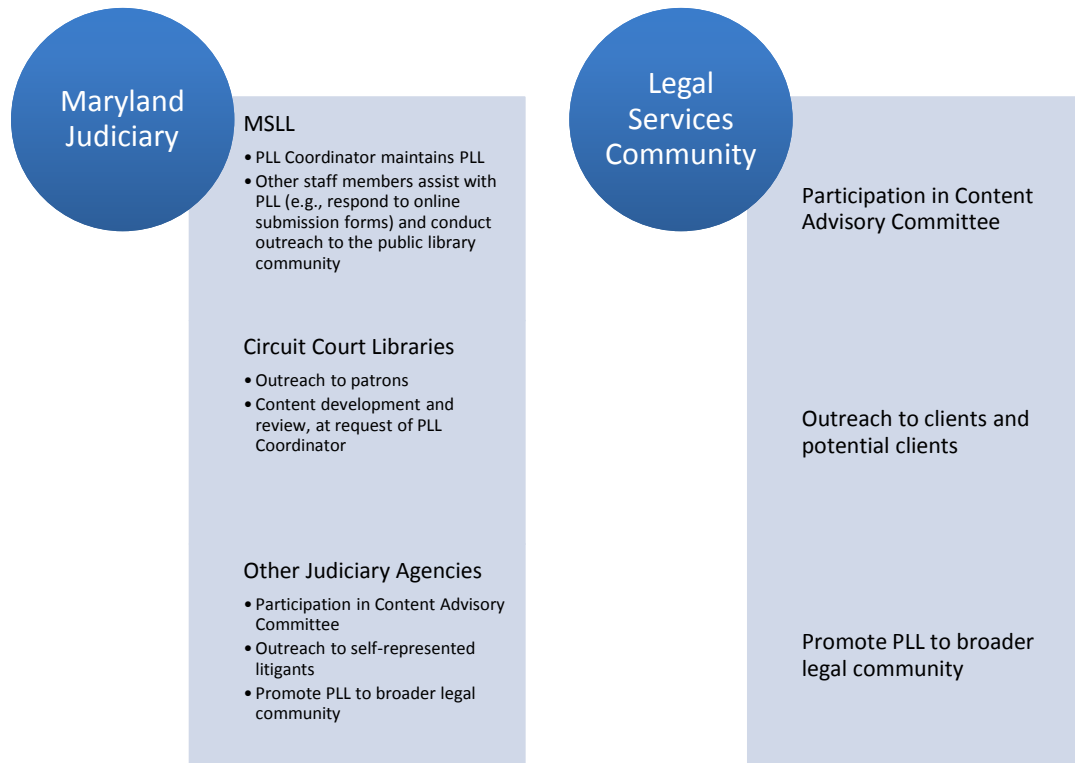 Maryland
Judiciary
MSLL
• PLL Coordinator maintains PLL
• Other staff members assist with
PLL (e.g., respond to online
submission forms) and conduct
outreach to the public library
community
Circuit Court Libraries
• Outreach to patrons
• Content development and
review, at request of PLL
Coordinator
Other Judiciary Agencies
• Participation in Content Advisory
Committee
• Outreach to self-represented
litigants
• Promote PLL to broader legal
community
Legal
Services
Community
Participation in Content
Advisory Committee
Outreach to clients and
potential clients
Promote PLL to broader
legal community